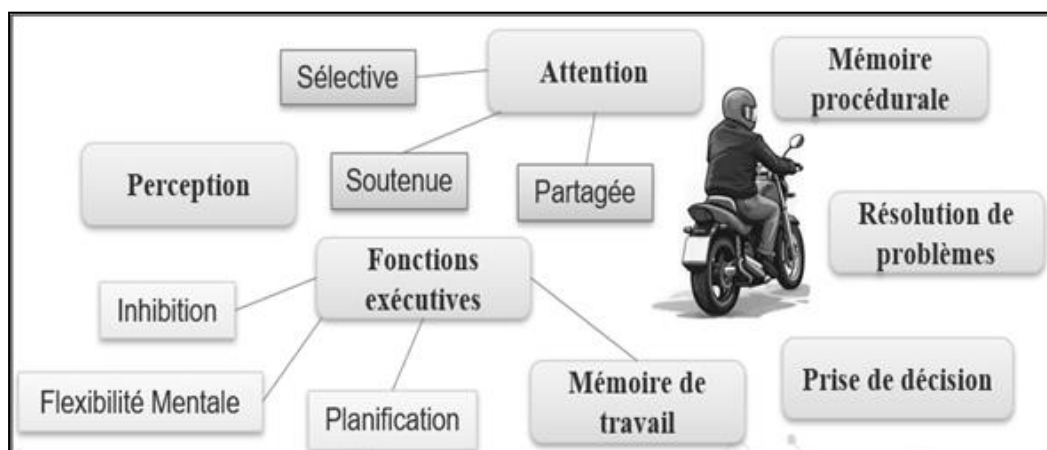 Sélective
Attention
Mémoire
procédurale
Perception
Soutenue
Partagée
Résolution de
problèmes
Fonctions
exécutives
Inhibition
Flexibilité Mentale
Planification
Mémoire de
travail
Prise de décision